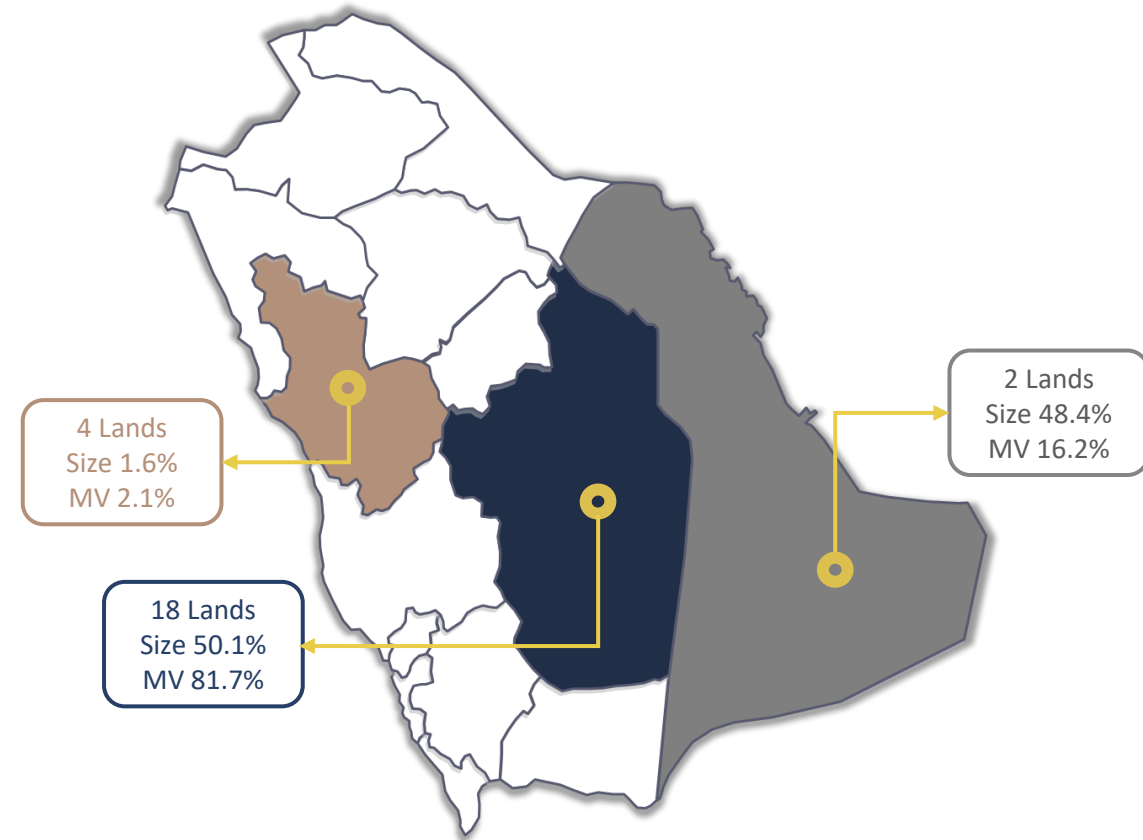 2 Lands
Size 48.4%
MV 16.2%
4 Lands
Size 1.6%
MV 2.1%
18 Lands
Size 50.1%
MV 81.7%